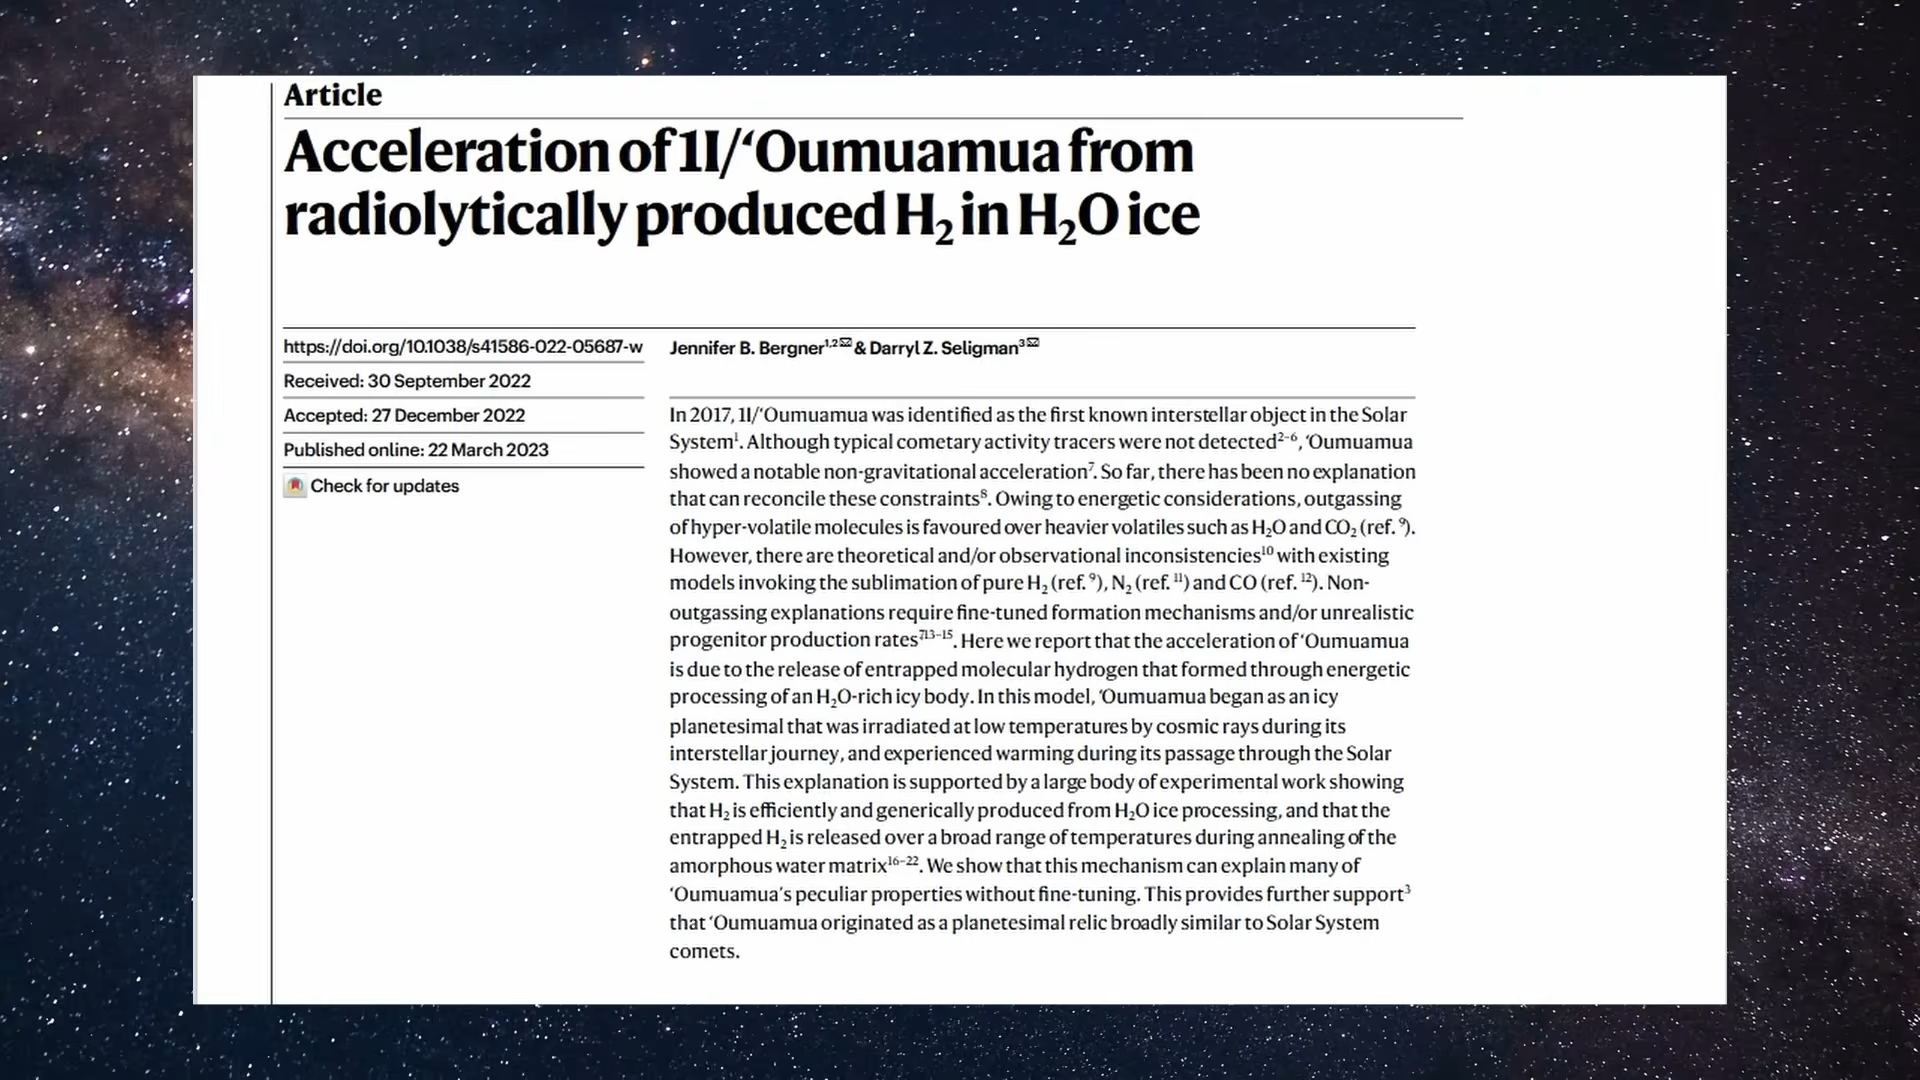 Article
Acceleration of 1I/‘Oumuamua from
radiolytically produced H₂ in H₂O ice
https://doi.org/10.1038/s41586-022-05687-w
Received: 30 September 2022
Accepted: 27 December 2022
Published online: 22 March 2023
Check for updates
Jennifer B. Bergner¹,²✉ & Darryl Z. Seligman³✉
In 2017, 1I/‘Oumuamua was identified as the first known interstellar object in the Solar
System¹. Although typical cometary activity tracers were not detected²⁻⁶, ‘Oumuamua
showed a notable non-gravitational acceleration⁷. So far, there has been no explanation
that can reconcile these constraints⁸. Owing to energetic considerations, outgassing
of hyper-volatile molecules is favoured over heavier volatiles such as H₂O and CO₂ (ref. ⁹).
However, there are theoretical and/or observational inconsistencies¹⁰ with existing
models invoking the sublimation of pure H₂ (ref. ⁹), N₂ (ref. ¹¹) and CO (ref. ¹²). Non-
outgassing explanations require fine-tuned formation mechanisms and/or unrealistic
progenitor production rates⁷,¹³⁻¹⁵. Here we report that the acceleration of ‘Oumuamua
is due to the release of entrapped molecular hydrogen that formed through energetic
processing of an H₂O-rich icy body. In this model, ‘Oumuamua began as an icy
planetesimal that was irradiated at low temperatures by cosmic rays during its
interstellar journey, and experienced warming during its passage through the Solar
System. This explanation is supported by a large body of experimental work showing
that H₂ is efficiently and generically produced from H₂O ice processing, and that the
entrapped H₂ is released over a broad range of temperatures during annealing of the
amorphous water matrix¹⁶⁻²². We show that this mechanism can explain many of
‘Oumuamua’s peculiar properties without fine-tuning. This provides further support³
that ‘Oumuamua originated as a planetesimal relic broadly similar to Solar System
comets.